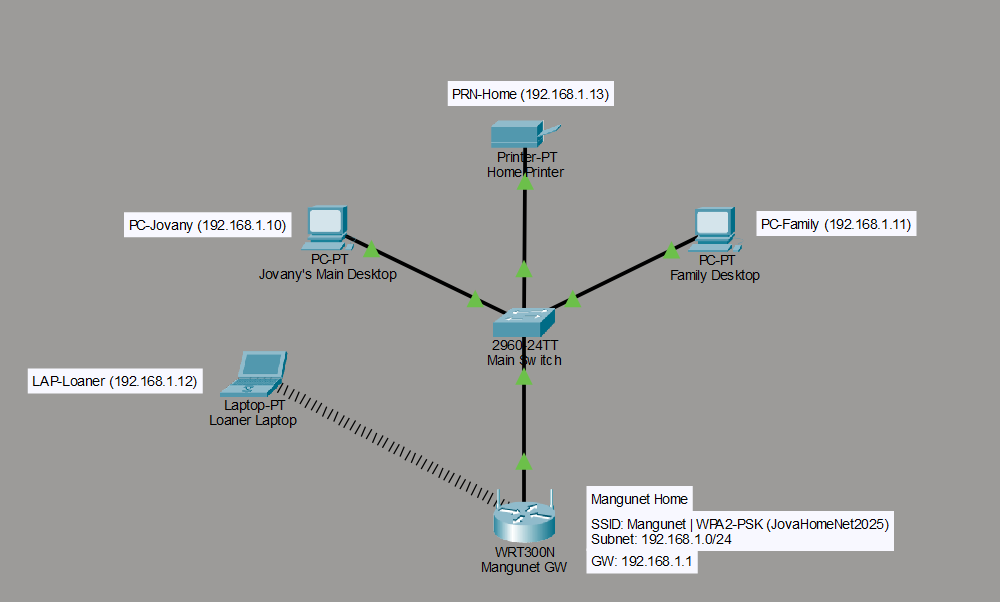 PRN-Home (192.168.1.13)
Printer-PT
Home Printer
PC-Jovany (192.168.1.10)
PC-PT
Jovany's Main Desktop
PC-Family (192.168.1.11)
PC-PT
Family Desktop
2960-24TT
Main Switch
LAP-Loaner (192.168.1.12)
Laptop-PT
Loaner Laptop
WRT300N
Mangunet GW
Mangunet Home
SSID: Mangunet | WPA2-PSK (JovaHomeNet2025)
Subnet: 192.168.1.0/24
GW: 192.168.1.1